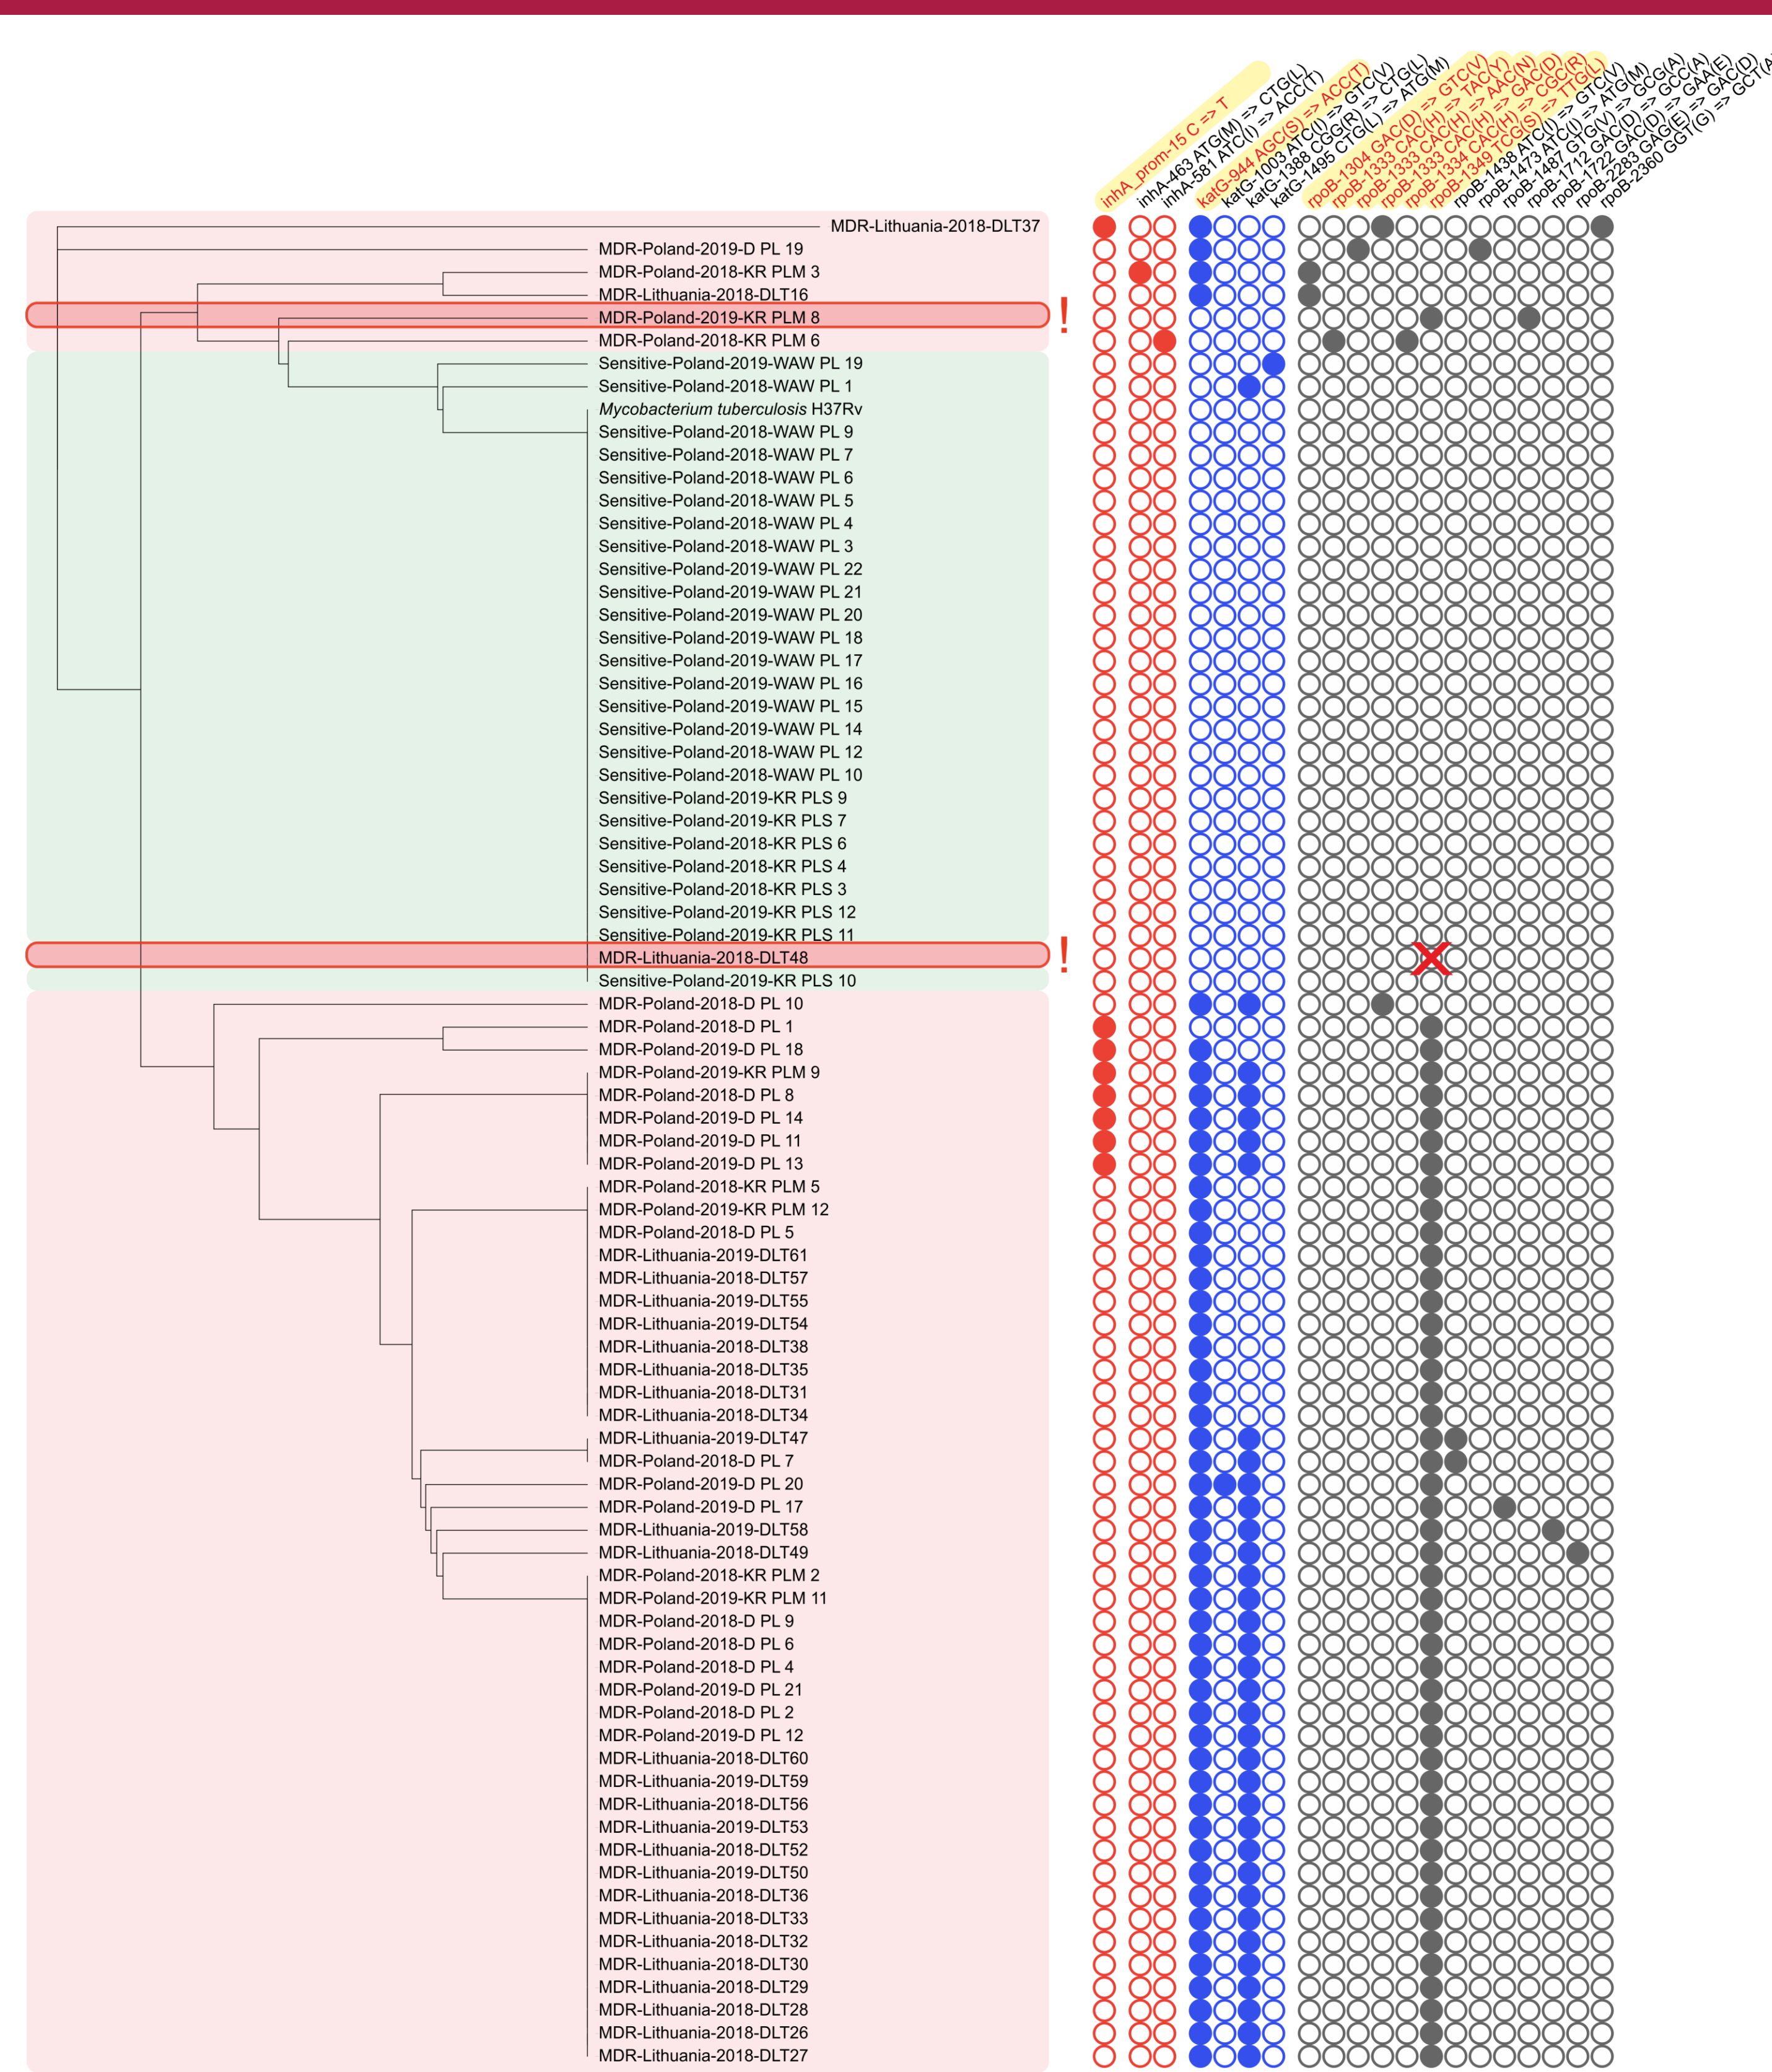 inhA_prom-15 C => T
inhA-463 ATG(M) => CTG(L)
inhA-581 ATC(I) => ACC(T)
katG-944 AGC(S) => ACC(T)
katG-1003 ATC(I) => GTC(V)
katG-1388 CGG(R) => CTG(L)
katG-1495 CTG(L) => ATG(M)
rpoB-1304 GAC(D) => GTC(V)
rpoB-1333 CAC(H) => TAC(Y)
rpoB-1333 CAC(H) => AAC(N)
rpoB-1333 CAC(H) => GAC(D)
rpoB-1334 CAC(H) => CGC(R)
rpoB-1349 TCG(S) => TTG(L)
rpoB-1438 ATC(I) => GTC(V)
rpoB-1473 ATC(I) => ATG(M)
rpoB-1487 GTG(V) => GCG(A)
rpoB-1712 GAC(D) => GCC(A)
rpoB-1722 GAC(D) => GAA(E)
rpoB-2283 GAG(E) => GAC(D)
rpoB-2360 GGT(G) => GCT(A
MDR-Lithuania-2018-DLT37
MDR-Poland-2019-D PL 19
MDR-Poland-2018-KR PLM 3
MDR-Lithuania-2018-DLT16
MDR-Poland-2019-KR PLM 8 !
MDR-Poland-2018-KR PLM 6
Sensitive-Poland-2019-WAW PL 19
Sensitive-Poland-2018-WAW PL 1
Mycobacterium tuberculosis H37Rv
Sensitive-Poland-2018-WAW PL 9
Sensitive-Poland-2018-WAW PL 7
Sensitive-Poland-2018-WAW PL 6
Sensitive-Poland-2018-WAW PL 5
Sensitive-Poland-2018-WAW PL 4
Sensitive-Poland-2018-WAW PL 3
Sensitive-Poland-2019-WAW PL 22
Sensitive-Poland-2019-WAW PL 21
Sensitive-Poland-2019-WAW PL 20
Sensitive-Poland-2019-WAW PL 18
Sensitive-Poland-2019-WAW PL 17
Sensitive-Poland-2019-WAW PL 16
Sensitive-Poland-2019-WAW PL 15
Sensitive-Poland-2019-WAW PL 14
Sensitive-Poland-2018-WAW PL 12
Sensitive-Poland-2018-WAW PL 10
Sensitive-Poland-2019-KR PLS 9
Sensitive-Poland-2019-KR PLS 7
Sensitive-Poland-2018-KR PLS 6
Sensitive-Poland-2018-KR PLS 4
Sensitive-Poland-2018-KR PLS 3
Sensitive-Poland-2019-KR PLS 12
Sensitive-Poland-2019-KR PLS 11
MDR-Lithuania-2018-DLT48 !
Sensitive-Poland-2019-KR PLS 10
MDR-Poland-2018-D PL 10
MDR-Poland-2018-D PL 1
MDR-Poland-2019-D PL 18
MDR-Poland-2019-KR PLM 9
MDR-Poland-2018-D PL 8
MDR-Poland-2019-D PL 14
MDR-Poland-2019-D PL 11
MDR-Poland-2019-D PL 13
MDR-Poland-2018-KR PLM 5
MDR-Poland-2019-KR PLM 12
MDR-Poland-2018-D PL 5
MDR-Lithuania-2019-DLT61
MDR-Lithuania-2018-DLT57
MDR-Lithuania-2019-DLT55
MDR-Lithuania-2019-DLT54
MDR-Lithuania-2018-DLT38
MDR-Lithuania-2018-DLT35
MDR-Lithuania-2018-DLT31
MDR-Lithuania-2018-DLT34
MDR-Lithuania-2019-DLT47
MDR-Poland-2018-D PL 7
MDR-Poland-2019-D PL 20
MDR-Poland-2019-D PL 17
MDR-Lithuania-2019-DLT58
MDR-Lithuania-2018-DLT49
MDR-Poland-2018-KR PLM 2
MDR-Poland-2019-KR PLM 11
MDR-Poland-2018-D PL 9
MDR-Poland-2018-D PL 6
MDR-Poland-2018-D PL 4
MDR-Poland-2019-D PL 21
MDR-Poland-2018-D PL 2
MDR-Poland-2019-D PL 12
MDR-Lithuania-2018-DLT60
MDR-Lithuania-2019-DLT59
MDR-Lithuania-2018-DLT56
MDR-Lithuania-2019-DLT53
MDR-Lithuania-2018-DLT52
MDR-Lithuania-2019-DLT50
MDR-Lithuania-2018-DLT36
MDR-Lithuania-2018-DLT33
MDR-Lithuania-2018-DLT32
MDR-Lithuania-2018-DLT30
MDR-Lithuania-2018-DLT29
MDR-Lithuania-2018-DLT28
MDR-Lithuania-2018-DLT26
MDR-Lithuania-2018-DLT27